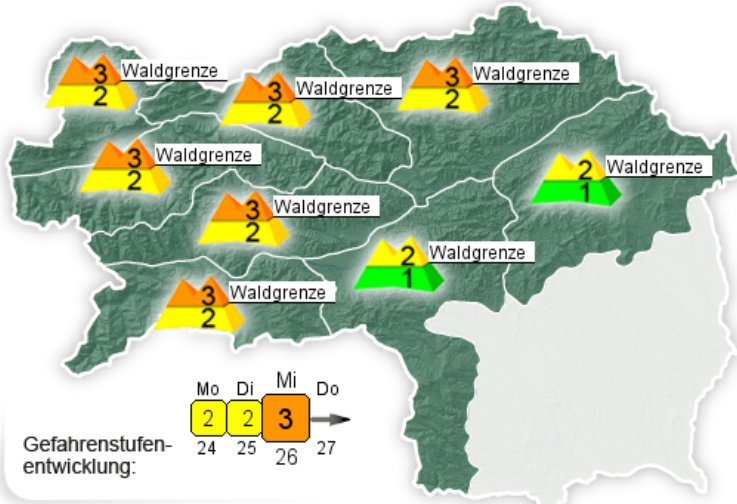 3 Waldgrenze
2
3 Waldgrenze
2
3 Waldgrenze
2
3 Waldgrenze
2
2 Waldgrenze
1
3 Waldgrenze
2
2 Waldgrenze
1
3 Waldgrenze
2
Mo Di Mi Do
2 2 3
24 25 26 27
Gefahrenstufen-
entwicklung: